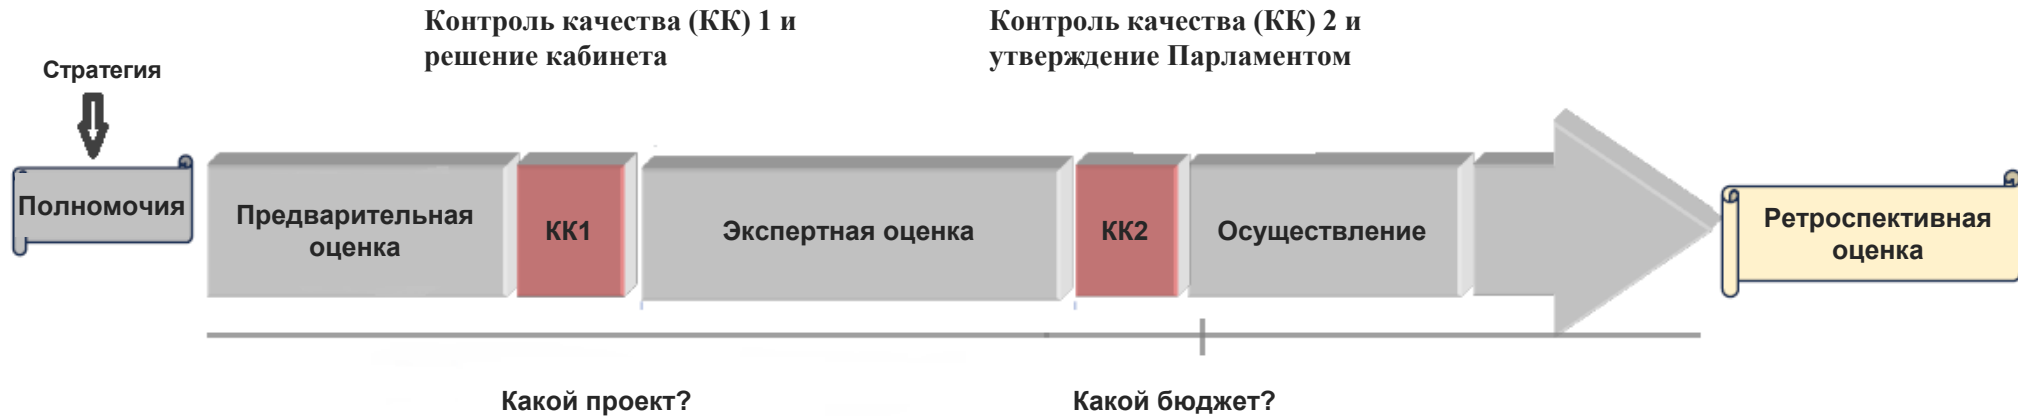 Контроль качества (КК) 1 и
решение кабинета
Контроль качества (КК) 2 и
утверждение Парламентом
Стратегия
Полномочия
Предварительная
оценка
КК1
Экспертная оценка
КК2
Осуществление
Ретроспективная
оценка
Какой проект?
Какой бюджет?